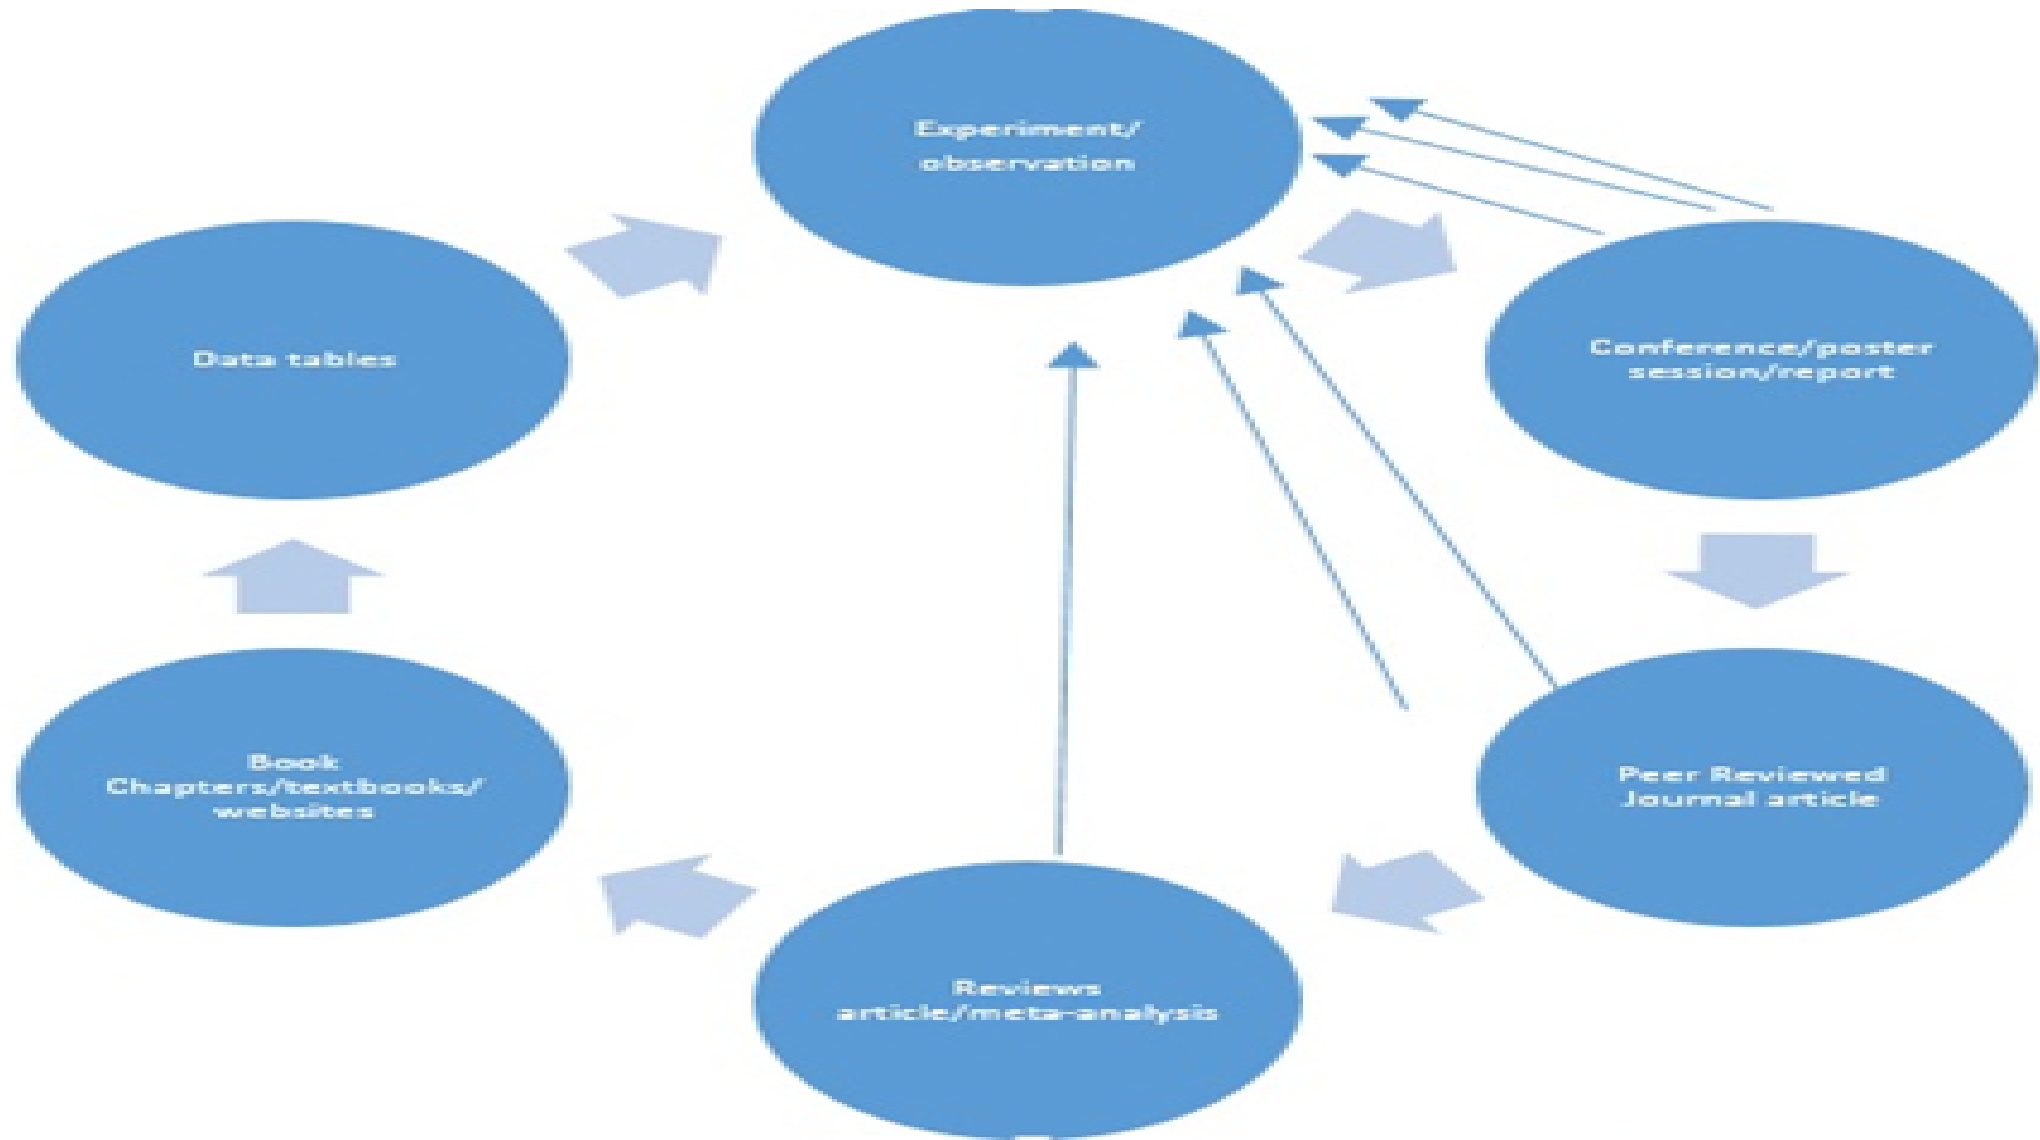 Experiment/
observation
Conference/poster
session/report
Peer Reviewed
Journal article
Reviews
article/meta-analysis
Book
Chapters/textbooks/
websites
Data tables